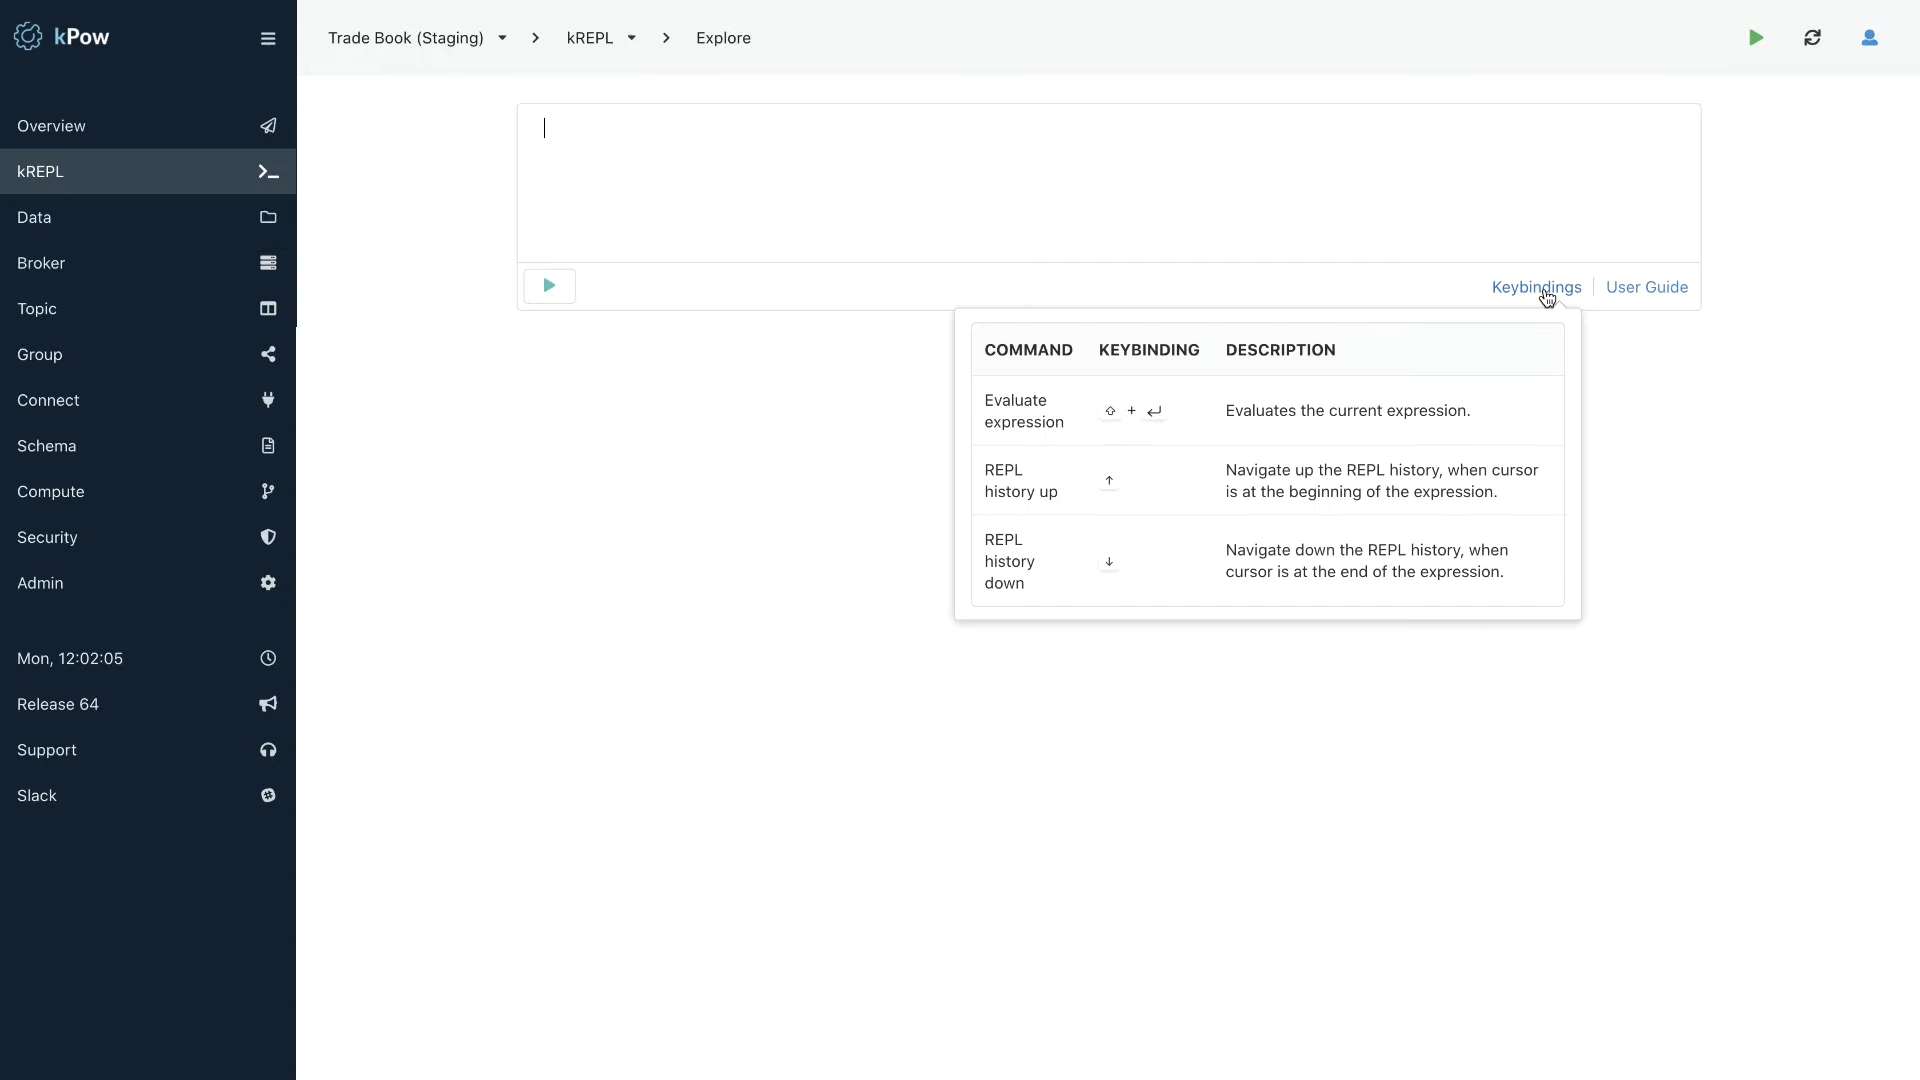 kPow
Trade Book (Staging)
kREPL
Explore
Overview
kREPL
Data
Broker
Topic
Group
Connect
Schema
Compute
Security
Admin
Mon, 12:02:05
Release 64
Support
Slack
Keybindings
User Guide
COMMAND KEYBINDING DESCRIPTION
Evaluate
expression
⇧ + ↵
Evaluates the current expression.
REPL
history up
↑
Navigate up the REPL history, when cursor
is at the beginning of the expression.
REPL
history
down
↓
Navigate down the REPL history, when
cursor is at the end of the expression.